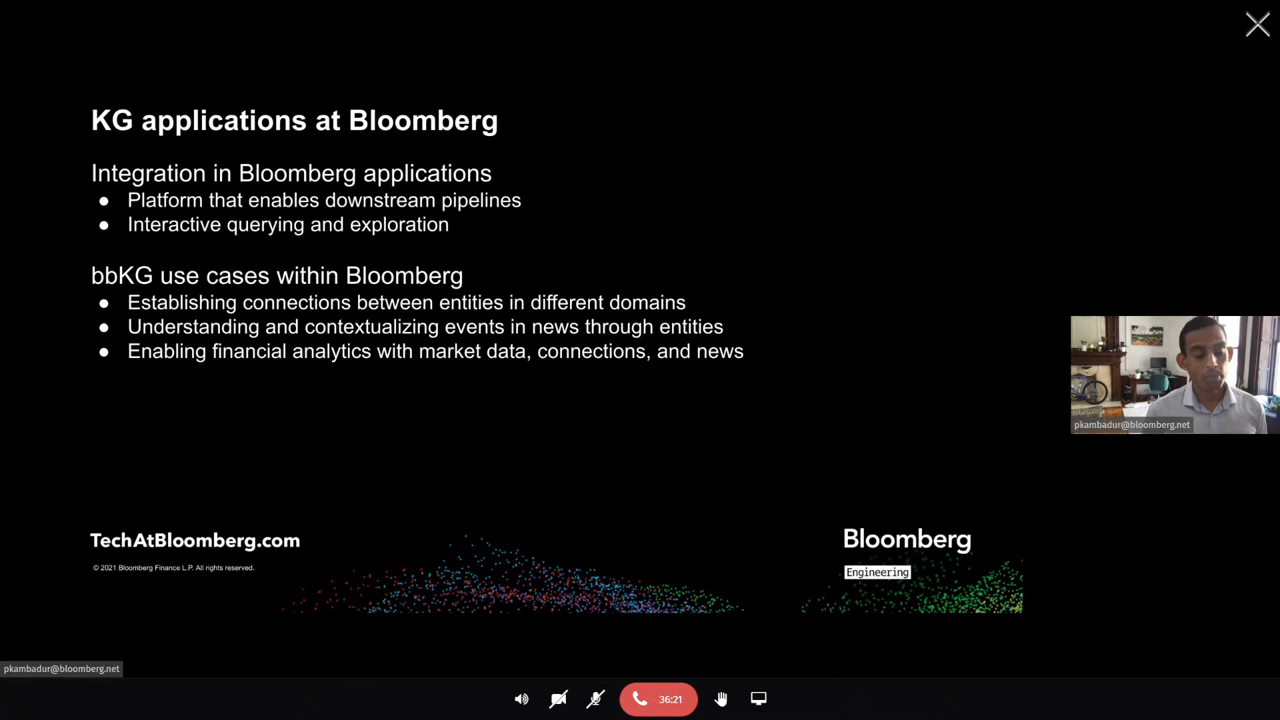 KG applications at Bloomberg
Integration in Bloomberg applications
● Platform that enables downstream pipelines
● Interactive querying and exploration
bbKG use cases within Bloomberg
● Establishing connections between entities in different domains
● Understanding and contextualizing events in news through entities
● Enabling financial analytics with market data, connections, and news
pkambadur@bloomberg.net
TechAtBloomberg.com
© 2021 Bloomberg Finance L.P. All rights reserved.
Bloomberg
Engineering
pkambadur@bloomberg.net
36:21